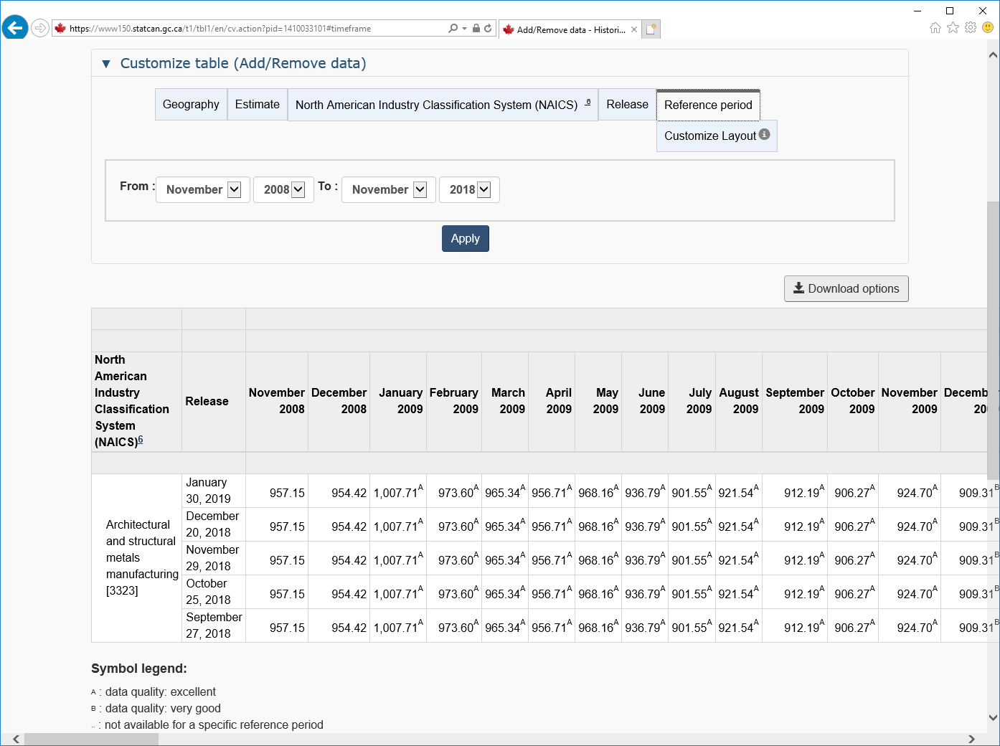 https://www150.statcan.gc.ca/t1/tbl1/en/cv.action?pid=1410033101#timeframe
Add/Remove data - Histori...
▼ Customize table (Add/Remove data)
Geography Estimate North American Industry Classification System (NAICS) 6 Release Reference period
Customize Layout
From : November 2008 To : November 2018
Apply
Download options
North American Industry Classification System (NAICS)6 Release November 2008 December 2008 January 2009 February 2009 March 2009 April 2009 May 2009 June 2009 July 2009 August 2009 September 2009 October 2009 November 2009 Decemb 20
Architectural and structural metals manufacturing [3323]
January 30, 2019 957.15 954.42 1,007.71A 973.60A 965.34A 956.71A 968.16A 936.79A 901.55A 921.54A 912.19A 906.27A 924.70A 909.31B
December 20, 2018 957.15 954.42 1,007.71A 973.60A 965.34A 956.71A 968.16A 936.79A 901.55A 921.54A 912.19A 906.27A 924.70A 909.31B
November 29, 2018 957.15 954.42 1,007.71A 973.60A 965.34A 956.71A 968.16A 936.79A 901.55A 921.54A 912.19A 906.27A 924.70A 909.31B
October 25, 2018 957.15 954.42 1,007.71A 973.60A 965.34A 956.71A 968.16A 936.79A 901.55A 921.54A 912.19A 906.27A 924.70A 909.31B
September 27, 2018 957.15 954.42 1,007.71A 973.60A 965.34A 956.71A 968.16A 936.79A 901.55A 921.54A 912.19A 906.27A 924.70A 909.31B
Symbol legend:
A : data quality: excellent
B : data quality: very good
.. : not available for a specific reference period